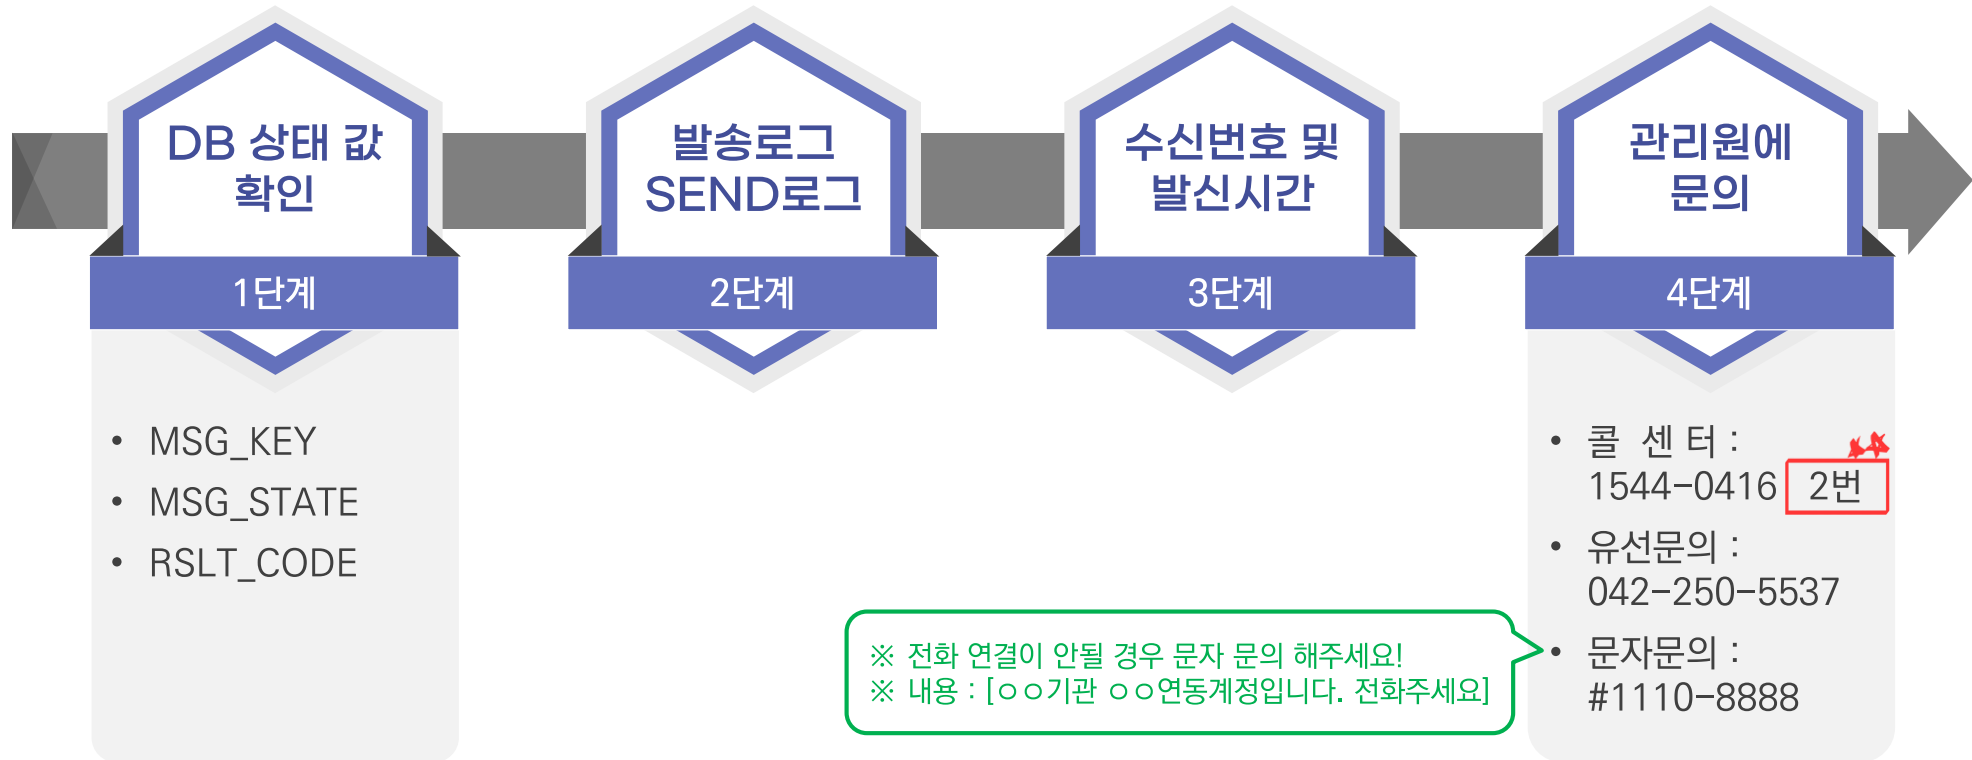 DB 상태 값
확인
1단계
• MSG_KEY
• MSG_STATE
• RSLT_CODE
발송로그
SEND로그
2단계
수신번호 및
발신시간
3단계
관리원에
문의
4단계
• 콜 센 터 :
1544-0416 2번
• 유선문의 :
042-250-5537
• 문자문의 :
#1110-8888
※ 전화 연결이 안될 경우 문자 문의 해주세요!
※ 내용 : [ㅇㅇ기관 ㅇㅇ연동계정입니다. 전화주세요]